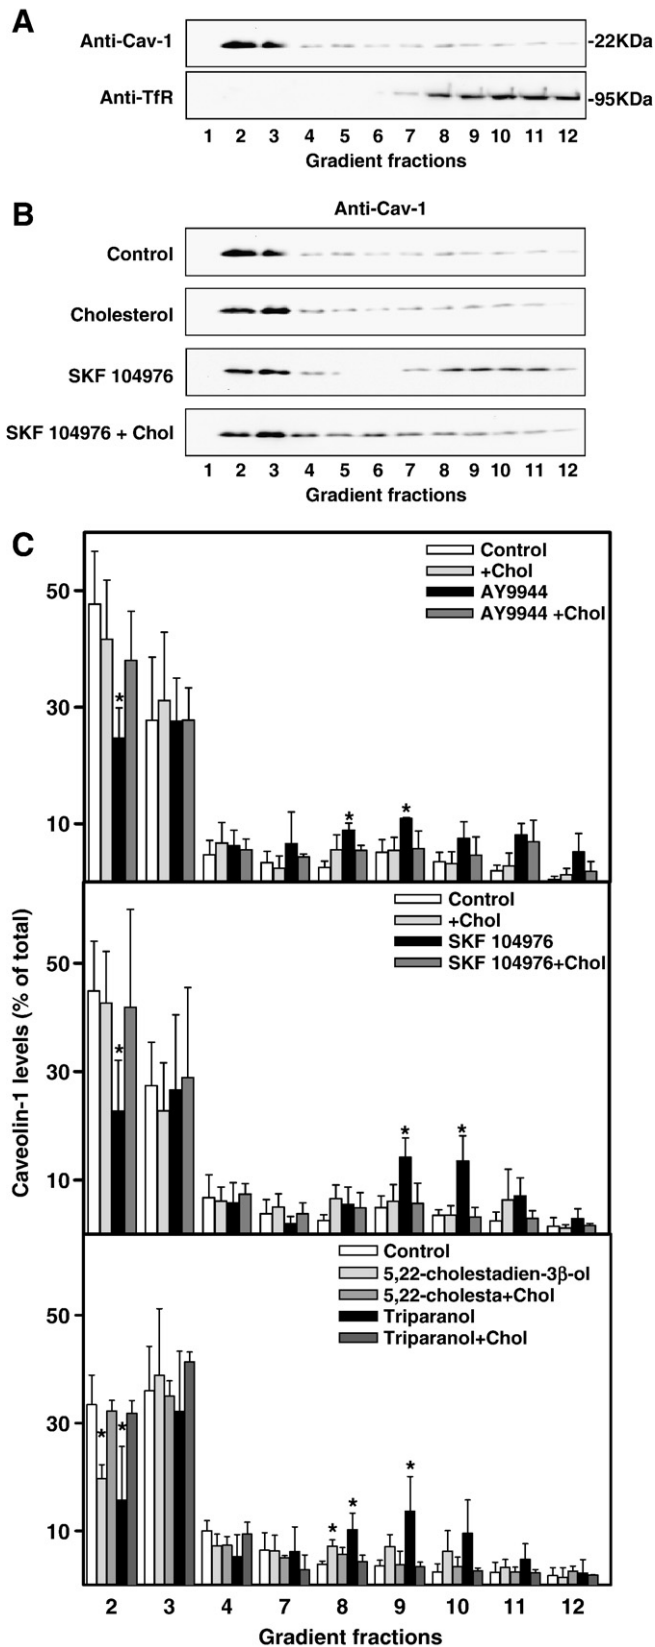 A
Anti-Cav-1
-22KDa
Anti-TfR
-95KDa
1 2 3 4 5 6 7 8 9 10 11 12
Gradient fractions
B
Anti-Cav-1
Control
Cholesterol
SKF 104976
SKF 104976 + Chol
1 2 3 4 5 6 7 8 9 10 11 12
Gradient fractions
C
Control
+Chol
AY9944
AY9944 +Chol
50
30
10
*
*
*
Control
+Chol
SKF 104976
SKF 104976+Chol
50
30
10
*
*
*
Control
5,22-cholestadien-3β-ol
5,22-cholesta+Chol
Triparanol
Triparanol+Chol
50
30
10
*
*
*
*
*
Caveolin-1 levels (% of total)
2 3 4 7 8 9 10 11 12
Gradient fractions